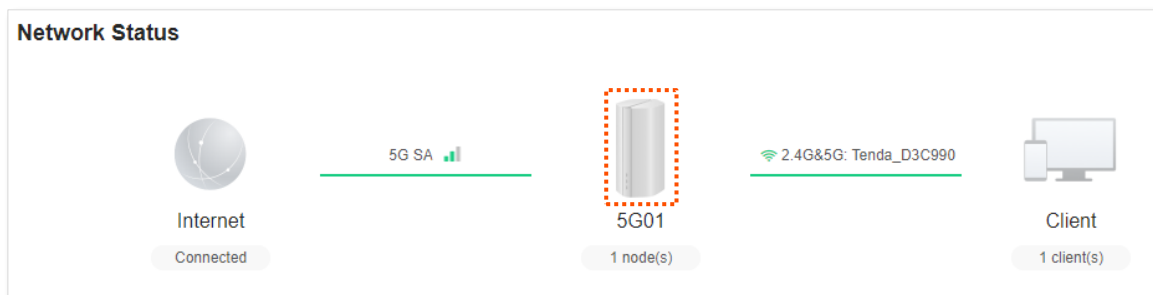 Network Status
5G SA
2.4G&5G: Tenda_D3C990
Internet
5G01
Client
Connected
1 node(s)
1 client(s)